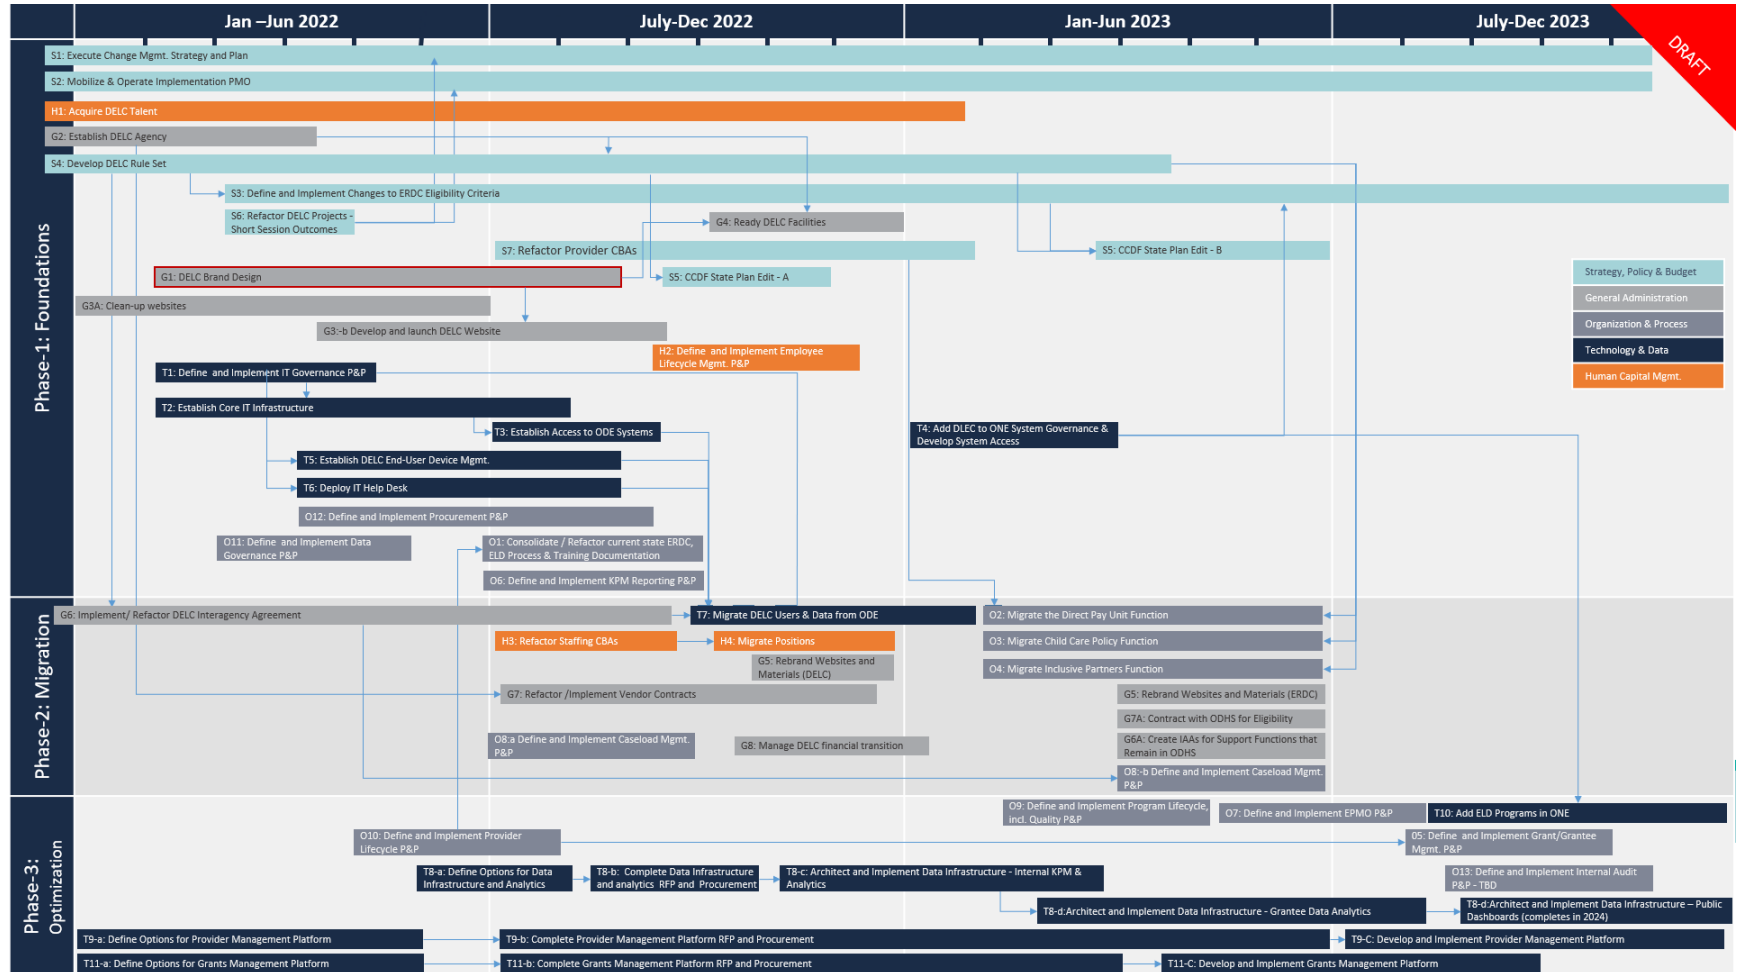 Jan –Jun 2022
July-Dec 2022
Jan-Jun 2023
July-Dec 2023
DRAFT
Phase-1: Foundations
S1: Execute Change Mgmt. Strategy and Plan
S2: Mobilize & Operate Implementation PMO
H1: Acquire DELC Talent
G2: Establish DELC Agency
S4: Develop DELC Rule Set
S3: Define and Implement Changes to ERDC Eligibility Criteria
S6: Refactor DELC Projects -
Short Session Outcomes
G4: Ready DELC Facilities
S7: Refactor Provider CBAs
S5: CCDF State Plan Edit - B
G1: DELC Brand Design
S5: CCDF State Plan Edit - A
Strategy, Policy & Budget
General Administration
Organization & Process
Technology & Data
Human Capital Mgmt.
G3A: Clean-up websites
G3:-b Develop and launch DELC Website
H2: Define and Implement Employee
Lifecycle Mgmt. P&P
T1: Define and Implement IT Governance P&P
T2: Establish Core IT Infrastructure
T3: Establish Access to ODE Systems
T4: Add DLEC to ONE System Governance &
Develop System Access
T5: Establish DELC End-User Device Mgmt.
T6: Deploy IT Help Desk
O12: Define and Implement Procurement P&P
O11: Define and Implement Data
Governance P&P
O1: Consolidate / Refactor current state ERDC,
ELD Process & Training Documentation
O6: Define and Implement KPM Reporting P&P
Phase-2: Migration
G6: Implement/ Refactor DELC Interagency Agreement
T7: Migrate DELC Users & Data from ODE
O2: Migrate the Direct Pay Unit Function
H3: Refactor Staffing CBAs
H4: Migrate Positions
O3: Migrate Child Care Policy Function
G5: Rebrand Websites and
Materials (DELC)
O4: Migrate Inclusive Partners Function
G7: Refactor /Implement Vendor Contracts
G5: Rebrand Websites and Materials (ERDC)
G7A: Contract with ODHS for Eligibility
O8:a Define and Implement Caseload Mgmt.
P&P
G8: Manage DELC financial transition
G6A: Create IAAs for Support Functions that
Remain in ODHS
O8:-b Define and Implement Caseload Mgmt.
P&P
Phase-3:
Optimization
O9: Define and Implement Program Lifecycle,
incl. Quality P&P
O7: Define and Implement EPMO P&P
T10: Add ELD Programs in ONE
O10: Define and Implement Provider
Lifecycle P&P
05: Define and Implement Grant/Grantee
Mgmt. P&P
T8-a: Define Options for Data
Infrastructure and Analytics
T8-b: Complete Data Infrastructure
and analytics RFP and Procurement
T8-c: Architect and Implement Data Infrastructure - Internal KPM &
Analytics
O13: Define and Implement Internal Audit
P&P - TBD
T8-d:Architect and Implement Data Infrastructure - Grantee Data Analytics
T8-d:Architect and Implement Data Infrastructure – Public
Dashboards (completes in 2024)
T9-a: Define Options for Provider Management Platform
T9-b: Complete Provider Management Platform RFP and Procurement
T9-C: Develop and Implement Provider Management Platform
T11-a: Define Options for Grants Management Platform
T11-b: Complete Grants Management Platform RFP and Procurement
T11-C: Develop and Implement Grants Management Platform